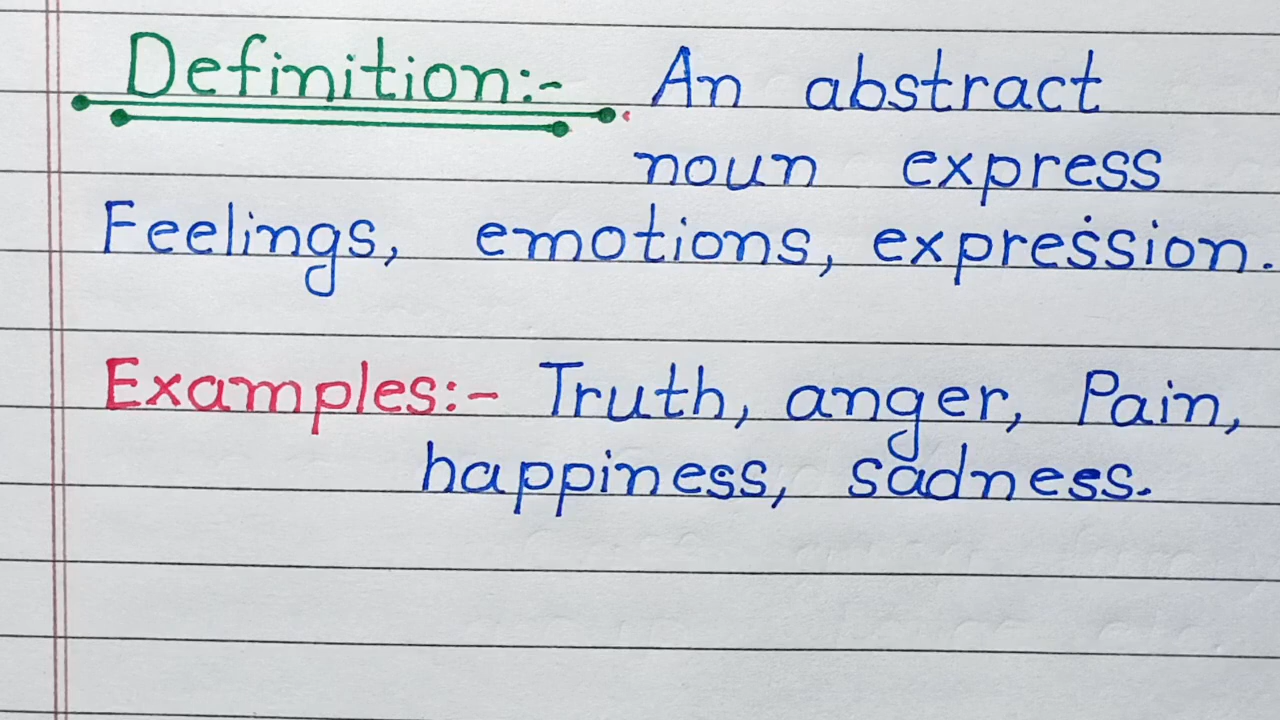 Definition:- An abstract
noun express
Feelings, emotions, expression.
Examples:- Truth, anger, Pain,
happiness, sadness.